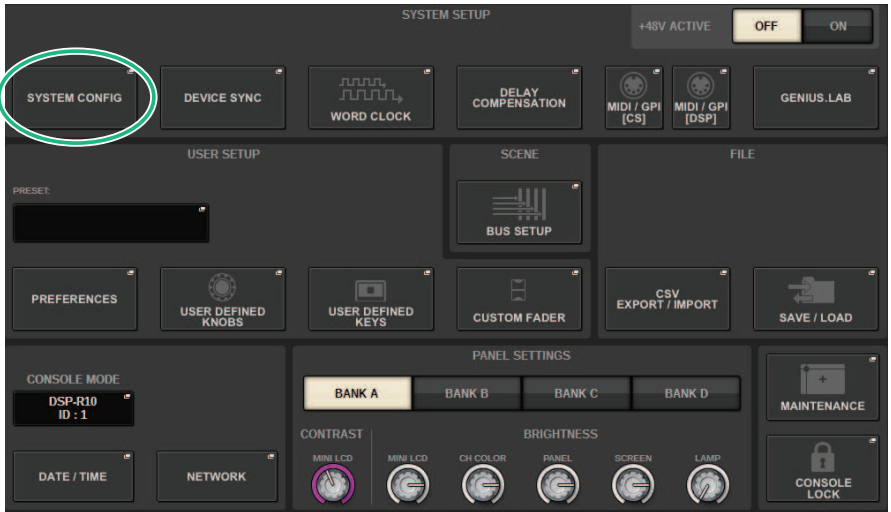 SYSTEM SETUP
+48V ACTIVE
OFF
ON
SYSTEM CONFIG
DEVICE SYNC
WORD CLOCK
DELAY
COMPENSATION
MIDI / GPI
[CS]
MIDI / GPI
[DSP]
GENIUS.LAB
USER SETUP
PRESET:
SCENE
BUS SETUP
FILE
PREFERENCES
USER DEFINED
KNOBS
USER DEFINED
KEYS
CUSTOM FADER
CSV
EXPORT / IMPORT
SAVE / LOAD
CONSOLE MODE
DSP-R10
ID : 1
DATE / TIME
NETWORK
PANEL SETTINGS
BANK A
BANK B
BANK C
BANK D
CONTRAST
BRIGHTNESS
MINI LCD
MINI LCD
CH COLOR
PANEL
SCREEN
LAMP
MAINTENANCE
CONSOLE
LOCK